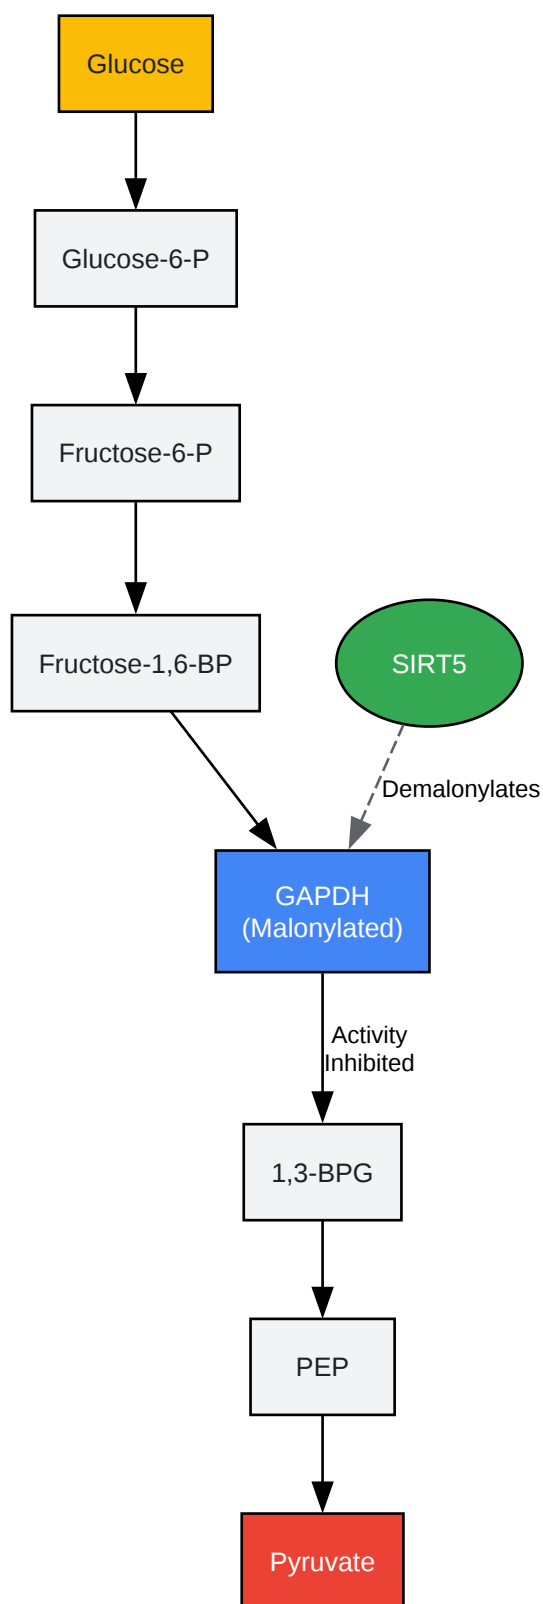 Glucose
Glucose-6-P
Fructose-6-P
Fructose-1,6-BP
SIRT5
Demalonylates
GAPDH
(Malonylated)
Activity
Inhibited
1,3-BPG
PEP
Pyruvate